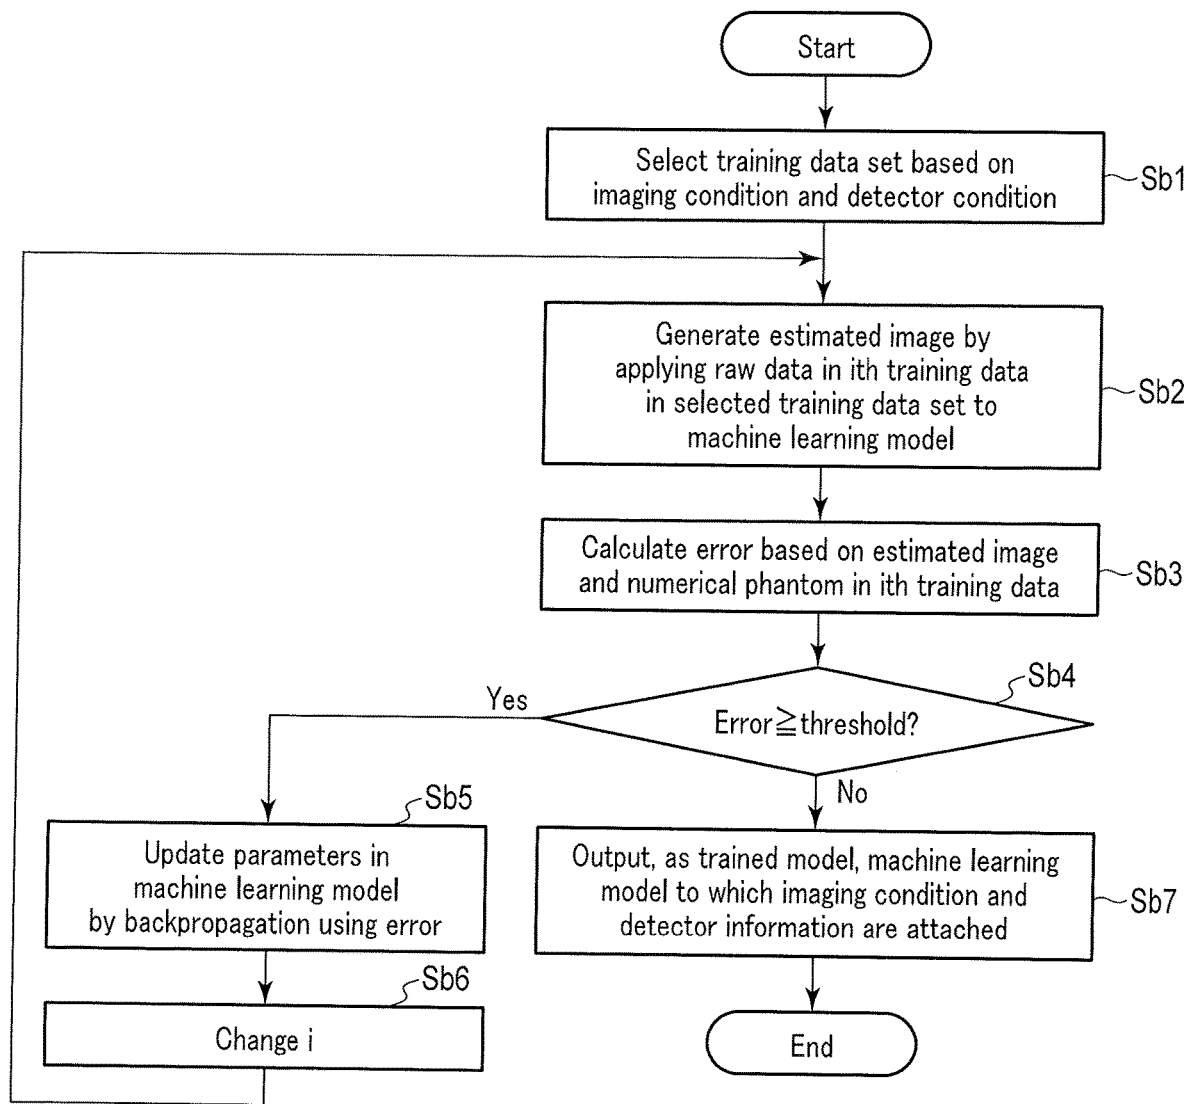 Start
Select training data set based on
imaging condition and detector condition
Sb1
Generate estimated image by
applying raw data in ith training data
in selected training data set to
machine learning model
Sb2
Calculate error based on estimated image
and numerical phantom in ith training data
Sb3
Sb4
Error≧threshold?
Yes
No
Sb5
Update parameters in
machine learning model
by backpropagation using error
Sb6
Change i
Output, as trained model, machine learning
model to which imaging condition and
detector information are attached
Sb7
End